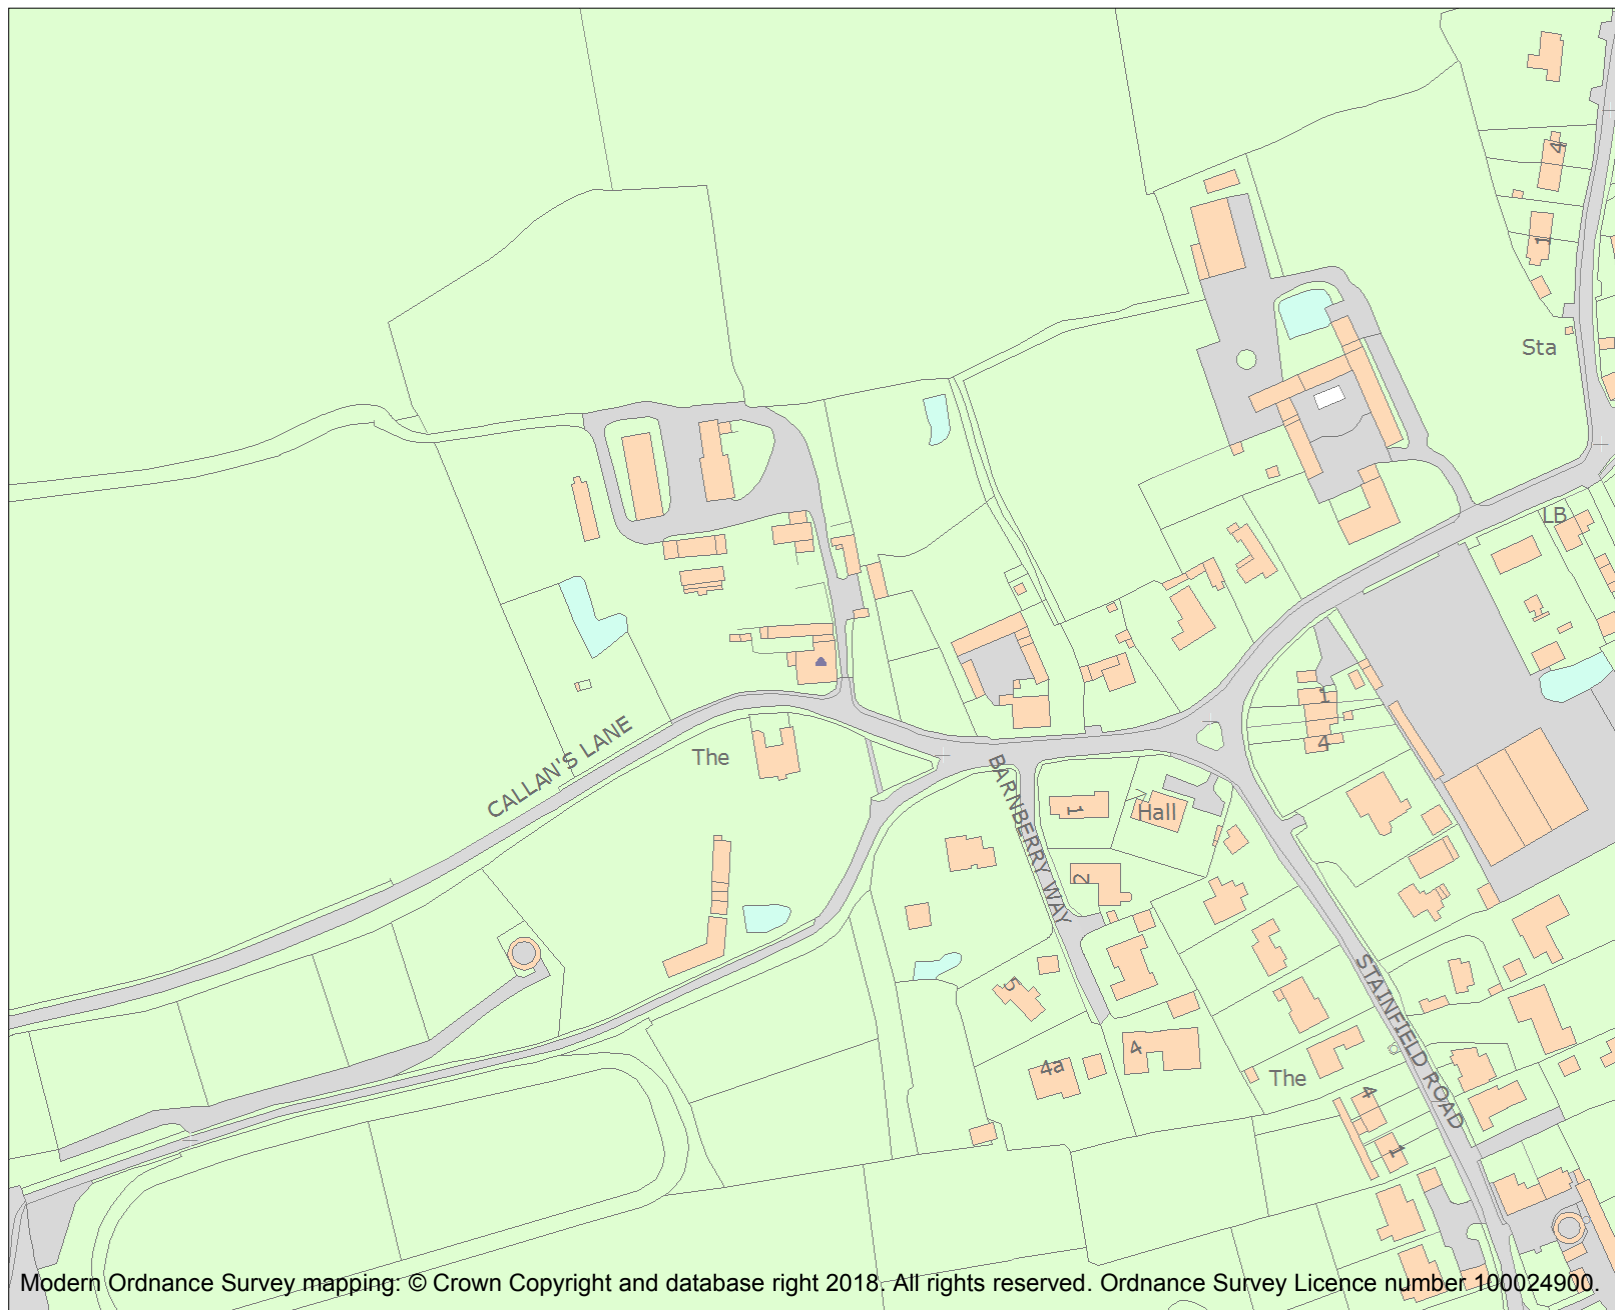 4
1
Sta
LB
CALLAN'S LANE
The
BARNBERRY WAY
1
4
1
Hall
2
5
STAINFIELD ROAD
4a
4
The
4
1
Modern Ordnance Survey mapping: © Crown Copyright and database right 2018. All rights reserved. Ordnance Survey Licence number 100024900.